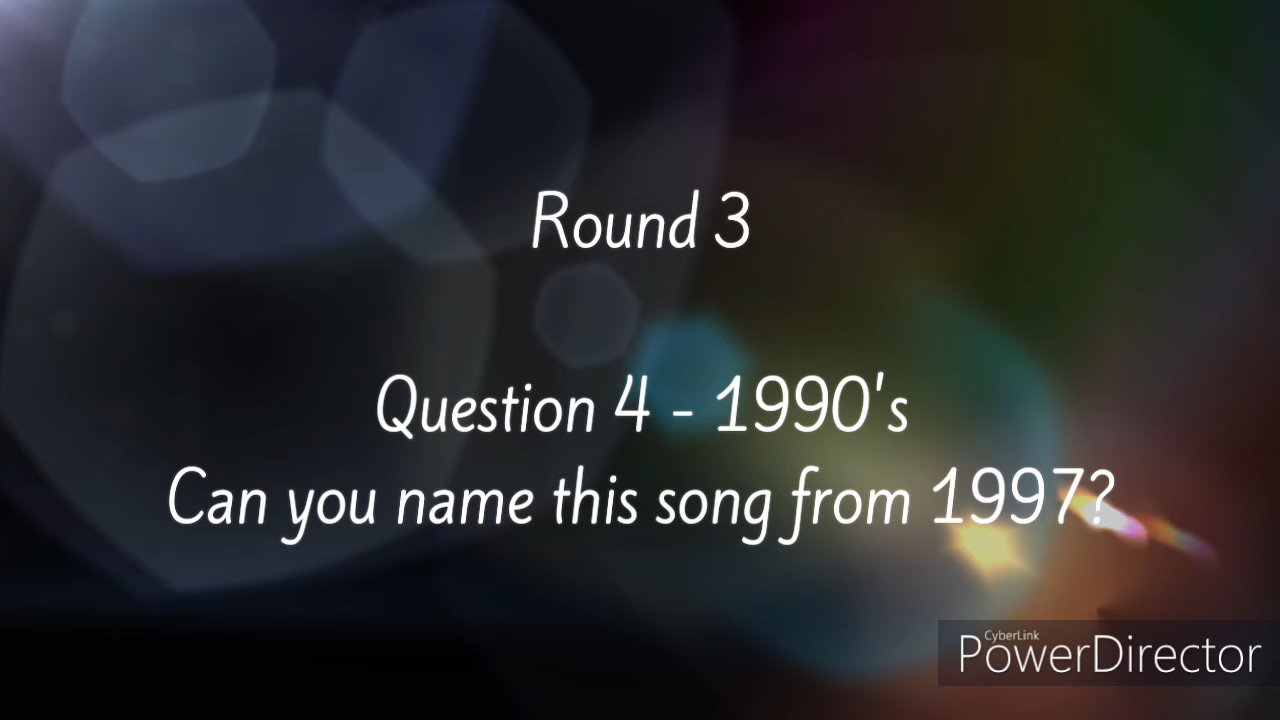 Round 3
Question 4 - 1990's
Can you name this song from 1997?
CyberLink
PowerDirector